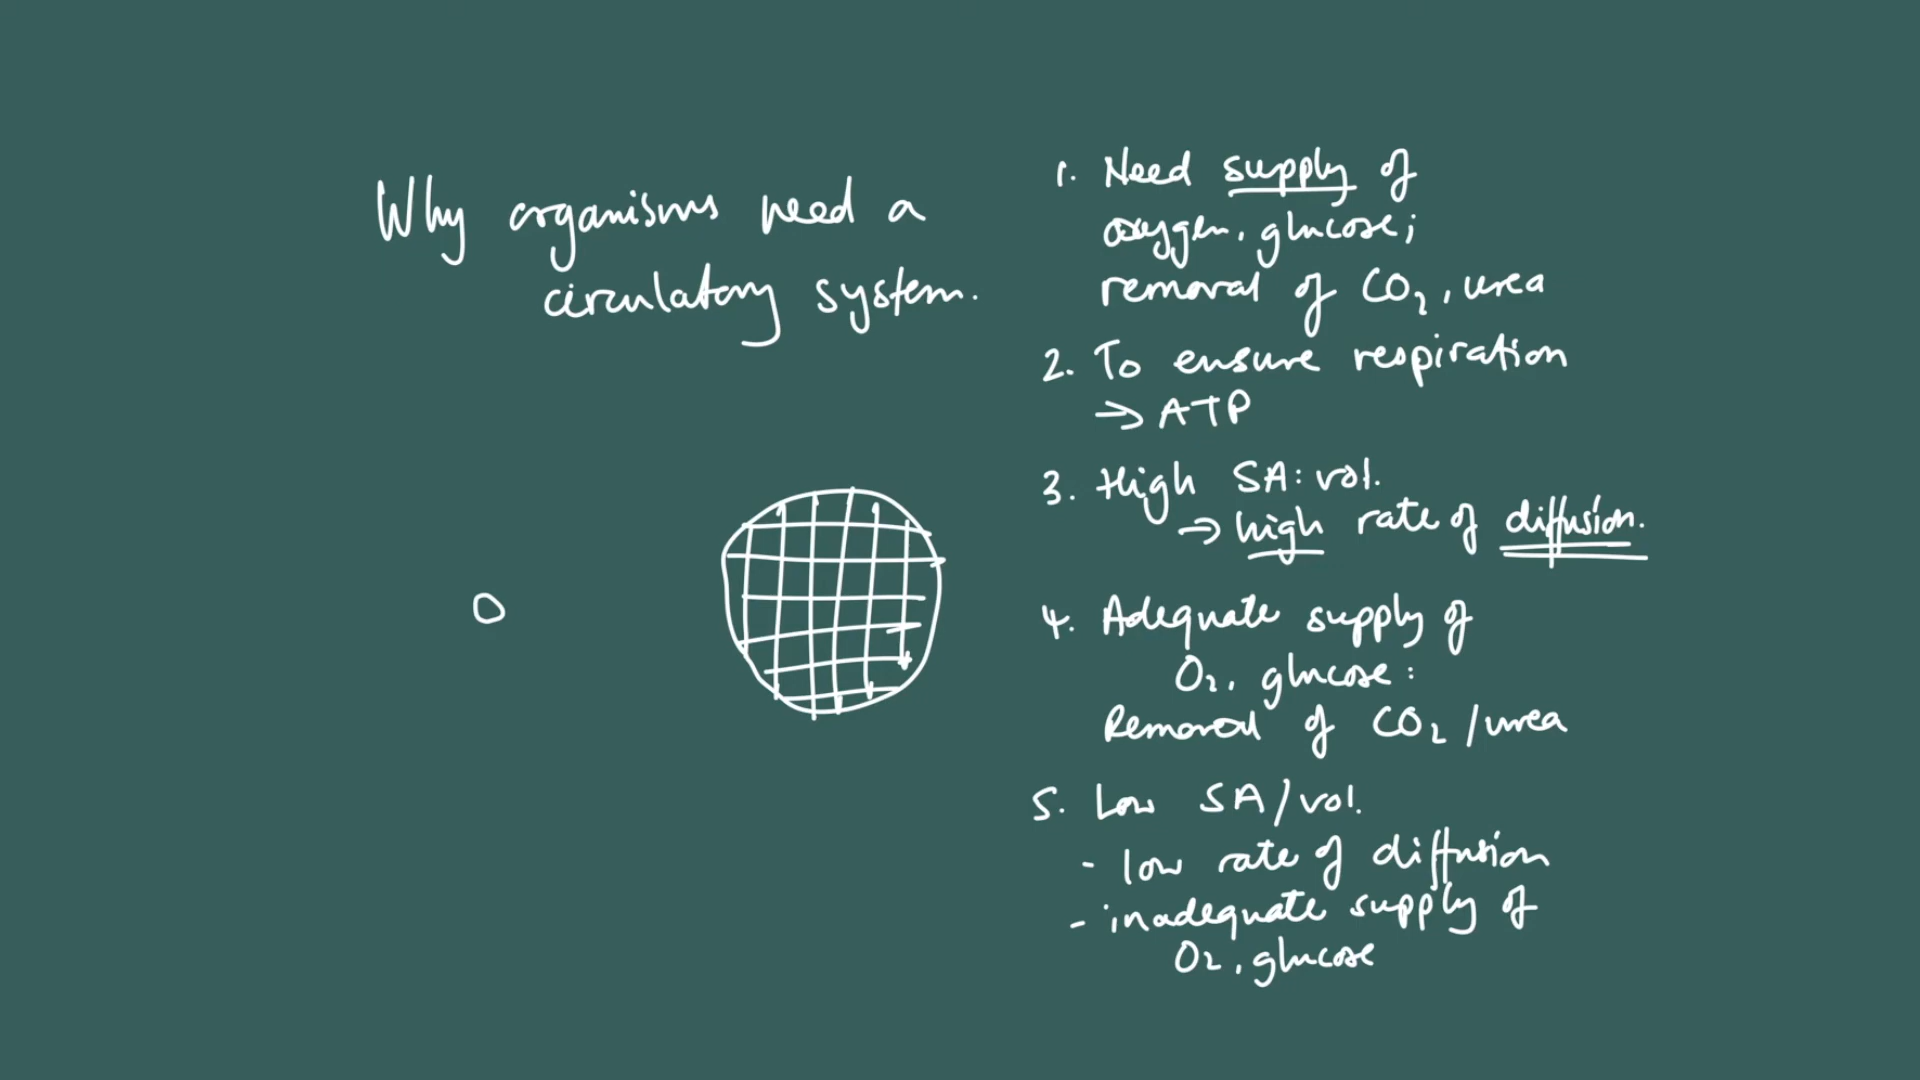 Why organisms need a
circulatory system.
1. Need supply of
oxygen, glucose;
removal of CO₂, urea
2. To ensure respiration
→ ATP
3. High SA: vol.
→ high rate of diffusion.
4. Adequate supply of
O₂, glucose:
Removal of CO₂ /urea
5. Low SA/vol.
- low rate of diffusion
- inadequate supply of
O₂, glucose